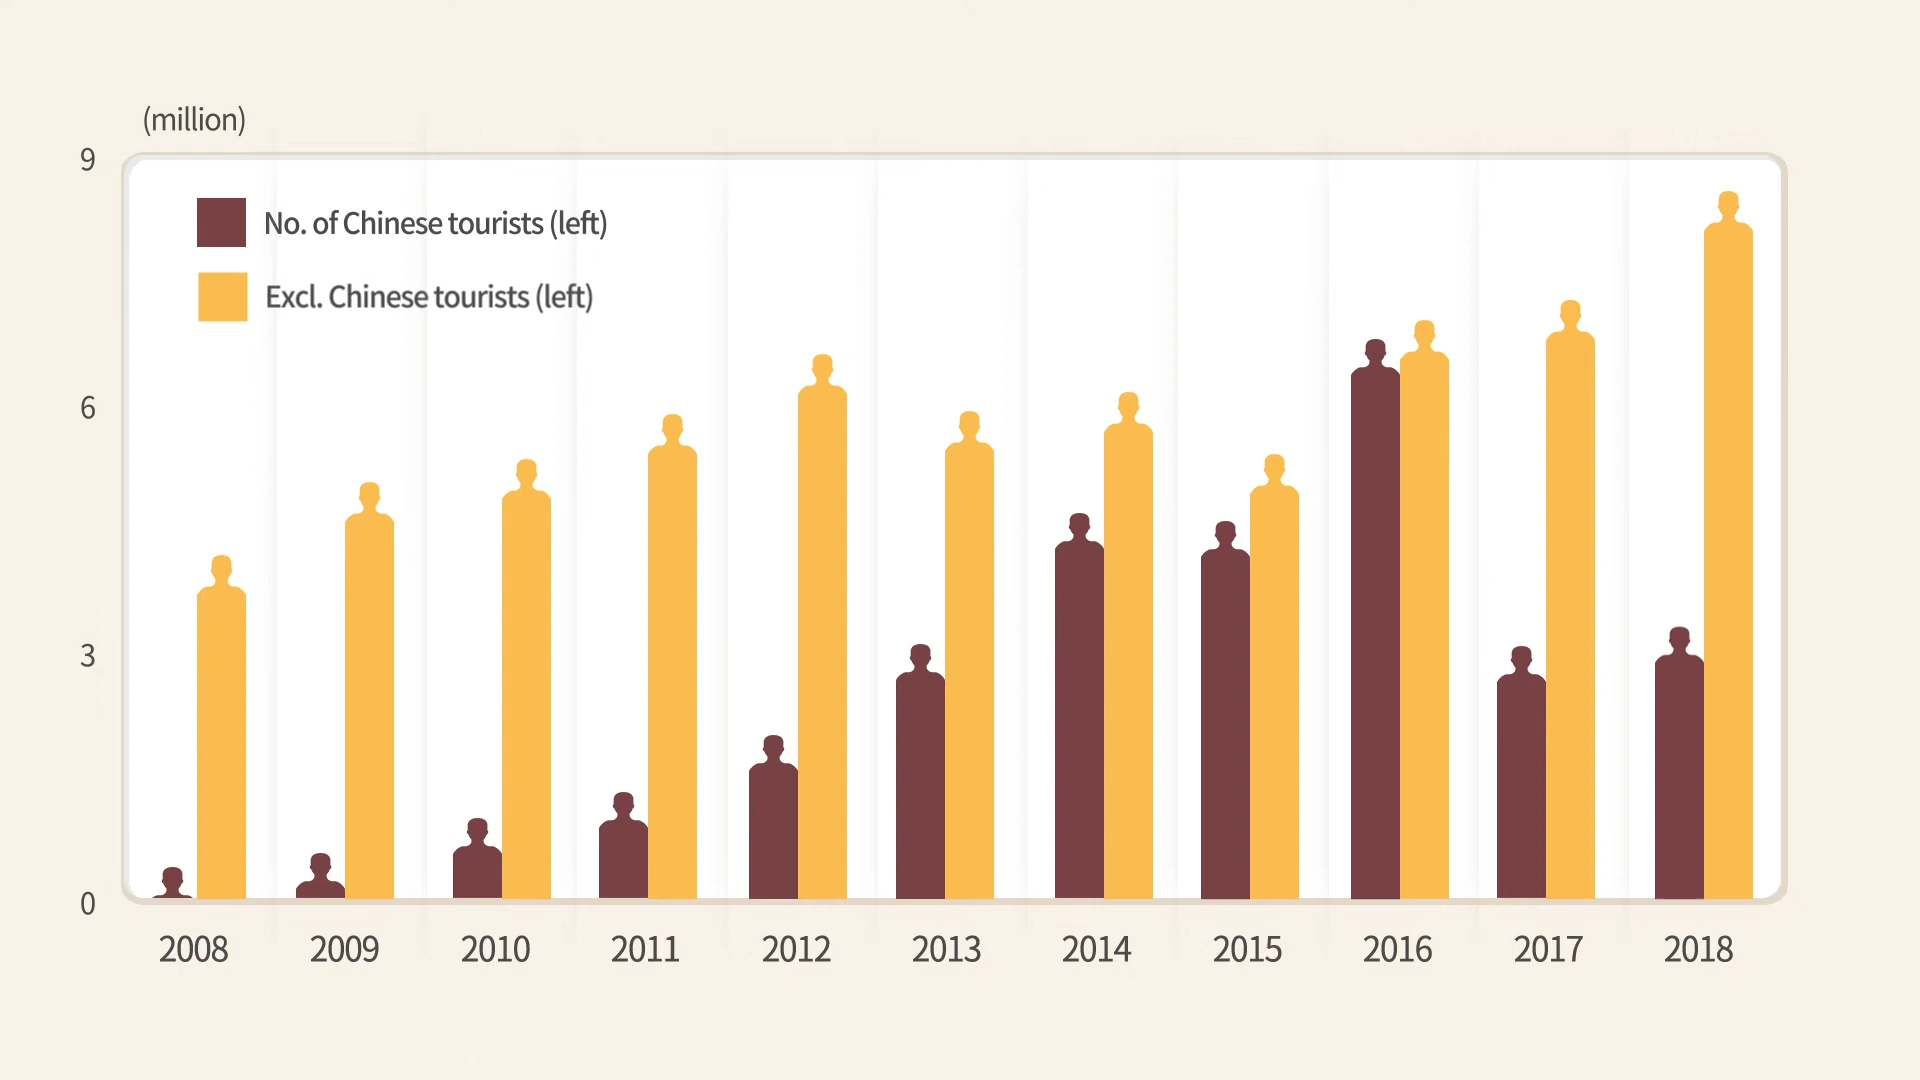 (million)
9
No. of Chinese tourists (left)
Excl. Chinese tourists (left)
6
3
0
2008 2009 2010 2011 2012 2013 2014 2015 2016 2017 2018